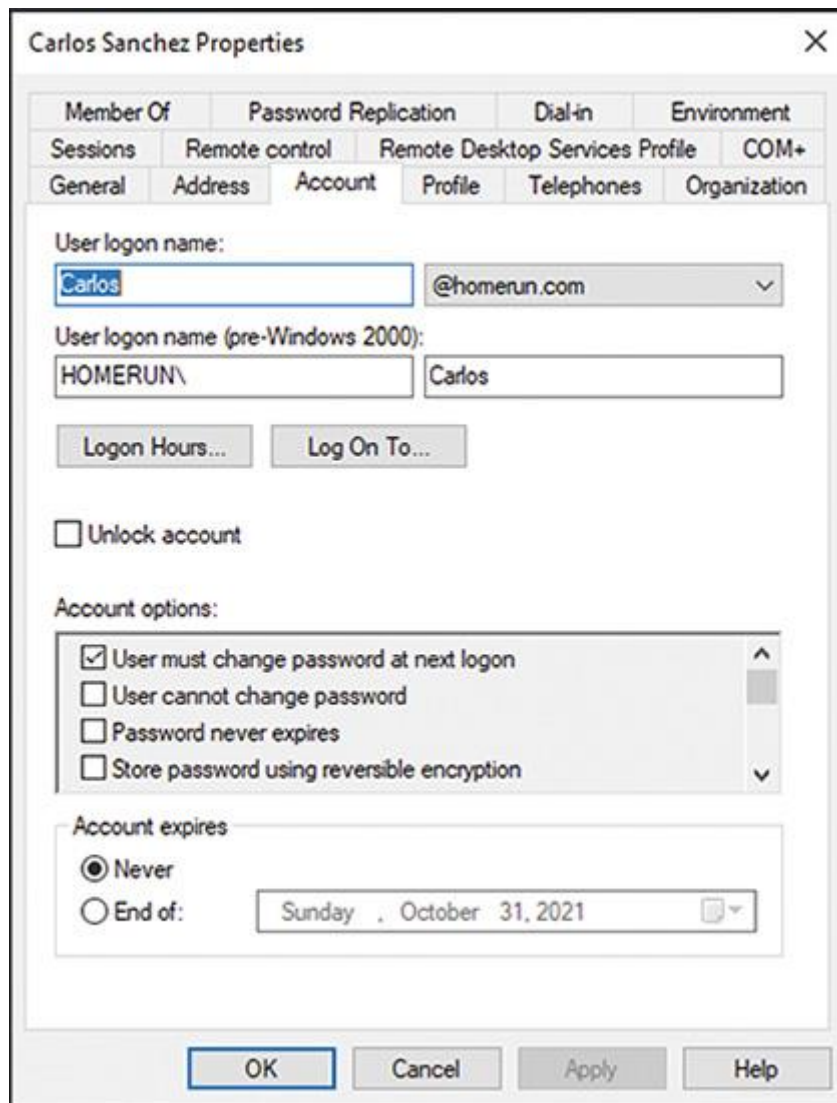 Carlos Sanchez Properties
Member Of Password Replication Dial-in Environment
Sessions Remote control Remote Desktop Services Profile COM+
General Address Account Profile Telephones Organization
User logon name:
Carlos @homerun.com
User logon name (pre-Windows 2000):
HOMERUN\ Carlos
Logon Hours... Log On To...
Unlock account
Account options:
User must change password at next logon
User cannot change password
Password never expires
Store password using reversible encryption
Account expires
Never
End of: Sunday , October 31, 2021
OK Cancel Apply Help